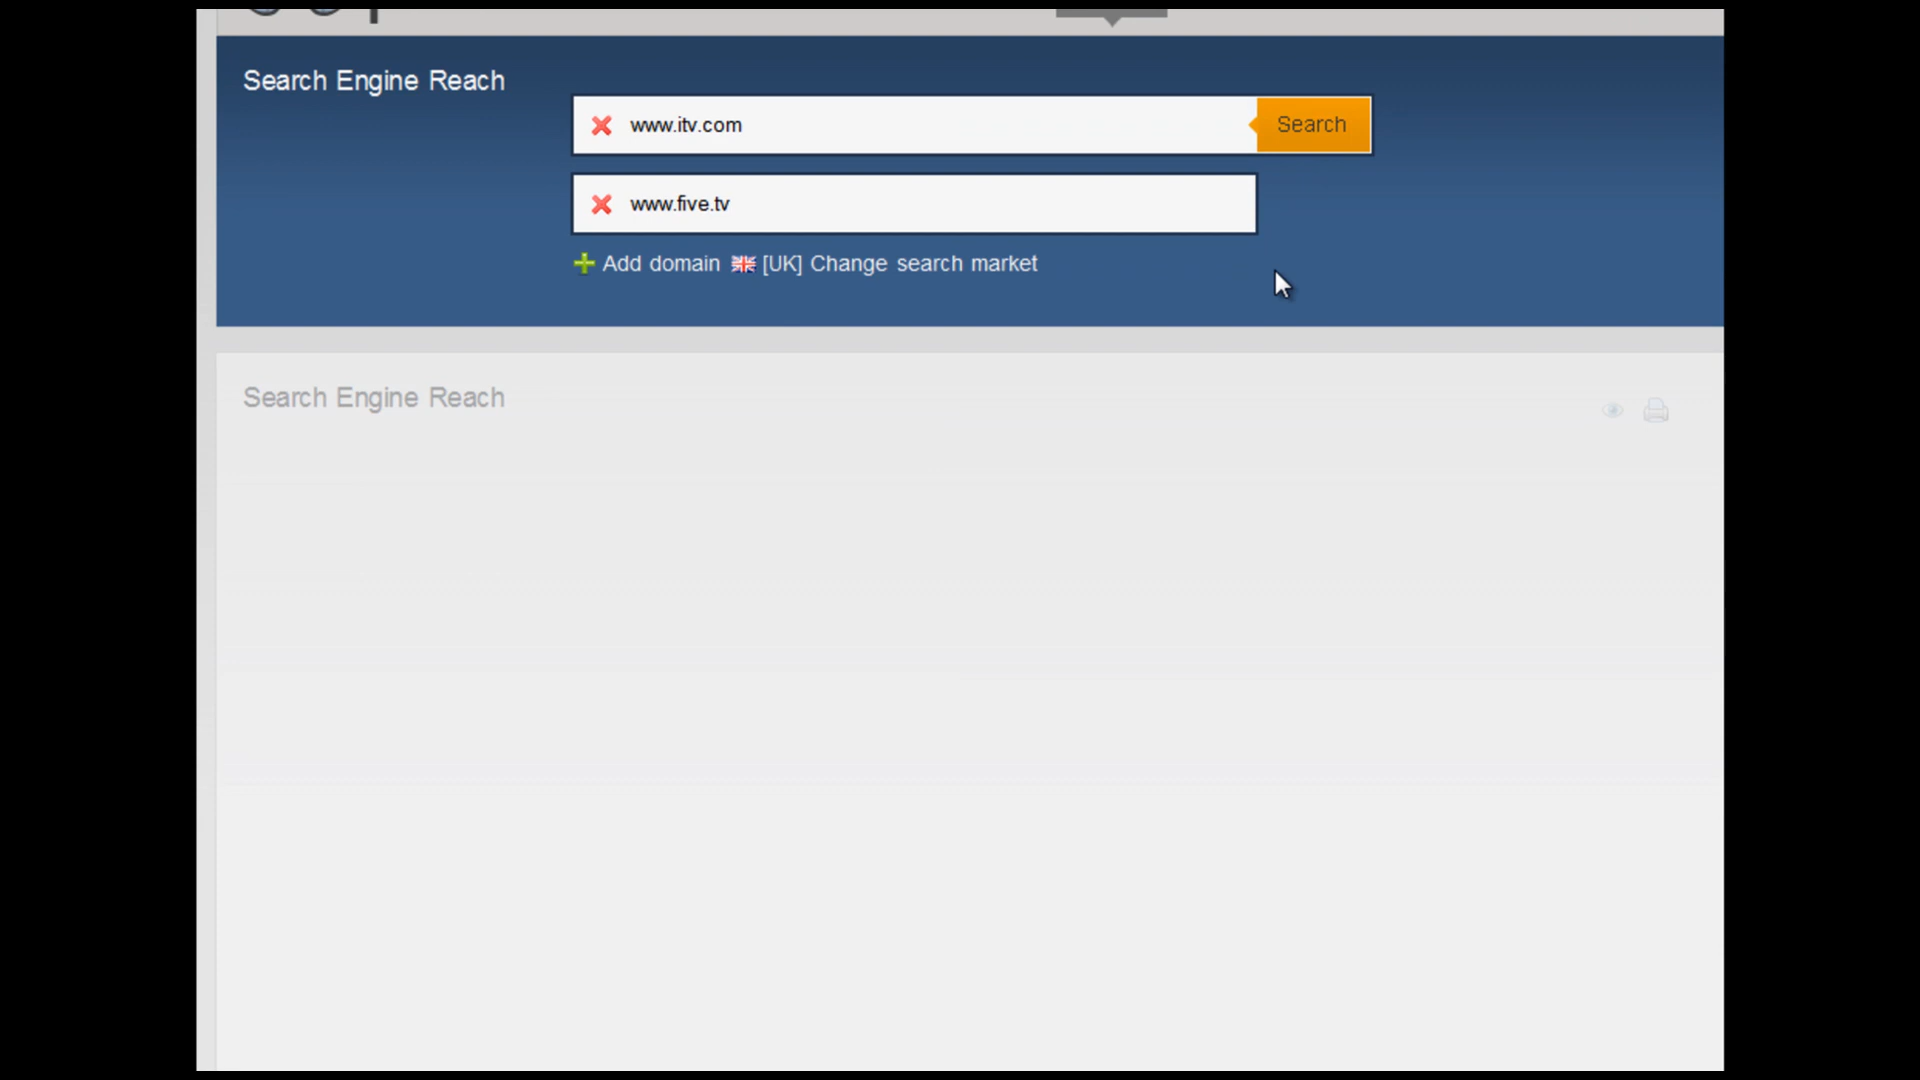 Search Engine Reach
www.itv.com
Search
www.five.tv
Add domain [UK] Change search market
Search Engine Reach